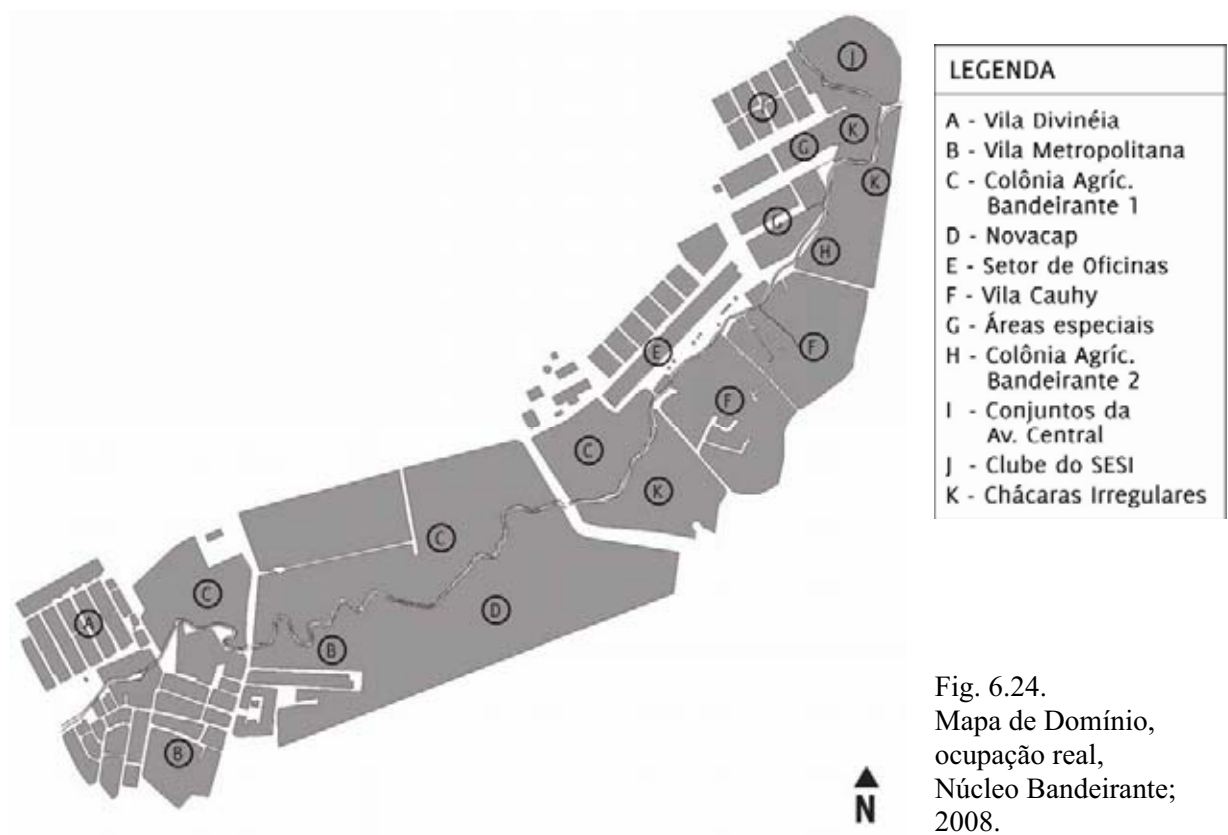 J
K
G
K
G
H
F
E
F
C
K
C
C
D
A
B
B
N
LEGENDA
A - Vila Divinéia
B - Vila Metropolitana
C - Colônia Agríc.
Bandeirante 1
D - Novacap
E - Setor de Oficinas
F - Vila Cauhy
G - Áreas especiais
H - Colônia Agríc.
Bandeirante 2
I - Conjuntos da
Av. Central
J - Clube do SESI
K - Chácaras Irregulares
Fig. 6.24.
Mapa de Domínio,
ocupação real,
Núcleo Bandeirante;
2008.